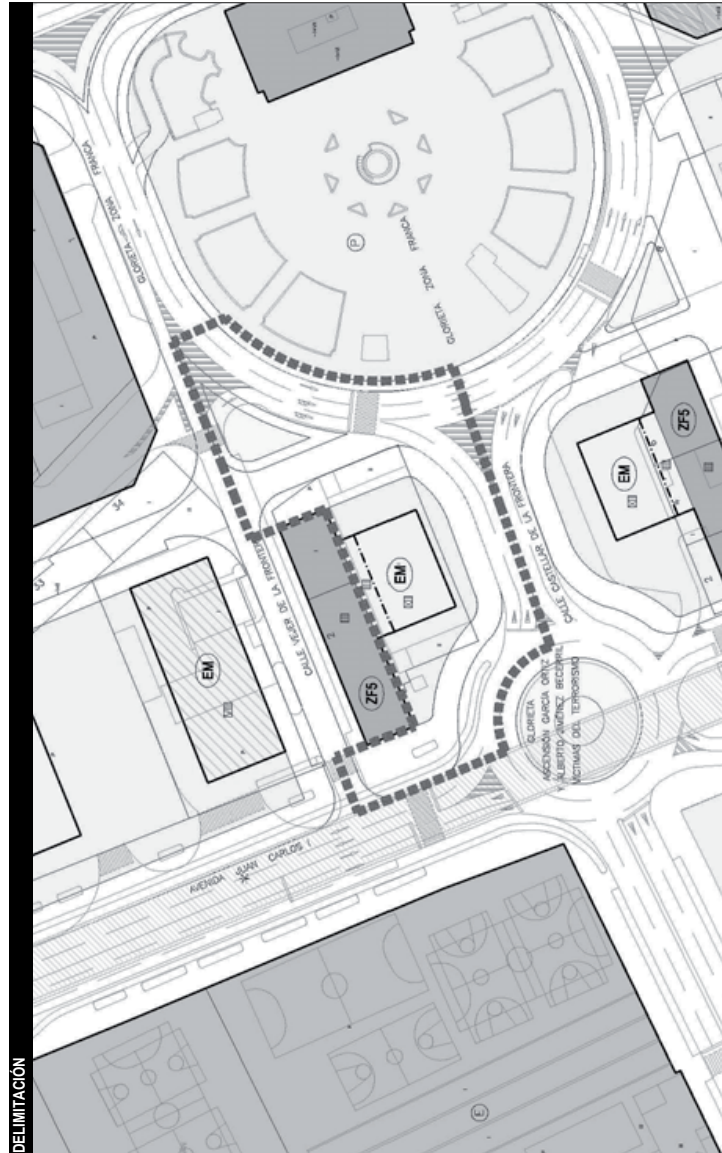 DELIMITACIÓN
GLORIETA ZONA FRANCA
P
GLORIETA ZONA FRANCA
34
33
EM
CALLE VEJER DE LA FRONTERA
2
ZF5
EM
CALLE CASTELLAR DE LA FRONTERA
EM
6
ZF5
2
GLORIETA
ASCENSIÓN GARCÍA ORTIZ
Y ALBERTO JIMÉNEZ BECERRIL
VÍCTIMAS DEL TERRORISMO
AVENIDA JUAN CARLOS I
E